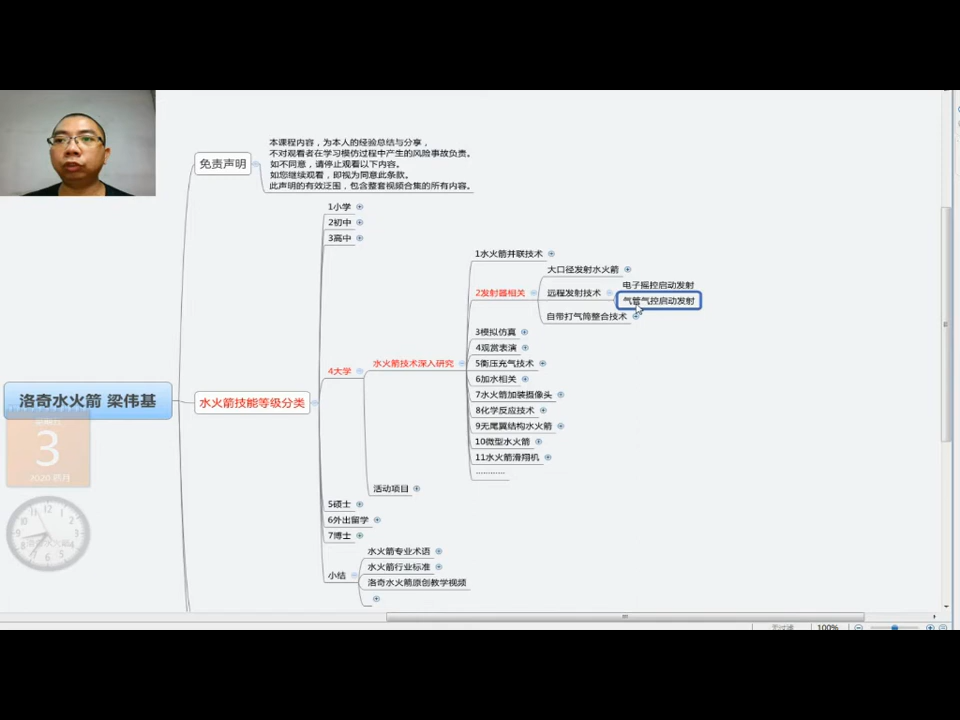 免责声明
本课程内容，为本人的经验总结与分享，
不对观看者在学习模仿过程中产生的风险事故负责。
如不同意，请停止观看以下内容。
如您继续观看，即视为同意此条款。
此声明的有效泛围，包含整套视频合集的所有内容。
1小学
2初中
3高中
1水火箭并联技术
大口径发射水火箭
电子摇控启动发射
2发射器相关
远程发射技术
气管气控启动发射
自带打气筒整合技术
3模拟仿真
4观赏表演
4大学
水火箭技术深入研究
5衡压充气技术
6加水相关
7水火箭加装摄像头
洛奇水火箭 梁伟基
水火箭技能等级分类
8化学反应技术
9无尾翼结构水火箭
10微型水火箭
11水火箭滑翔机
............
3
活动项目
5硕士
6外出留学
7博士
水火箭专业术语
水火箭行业标准
小结
洛奇水火箭原创教学视频
100%